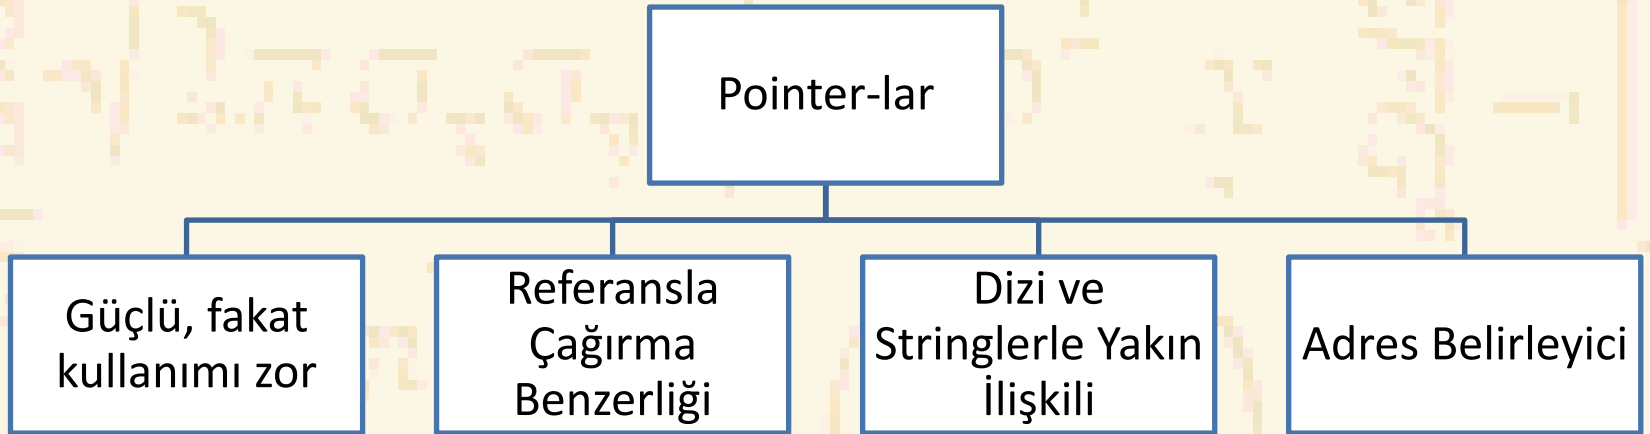 Pointer-lar
Güçlü, fakat
kullanımı zor
Referansla
Çağırma
Benzerliği
Dizi ve
Stringlerle Yakın
İlişkili
Adres Belirleyici